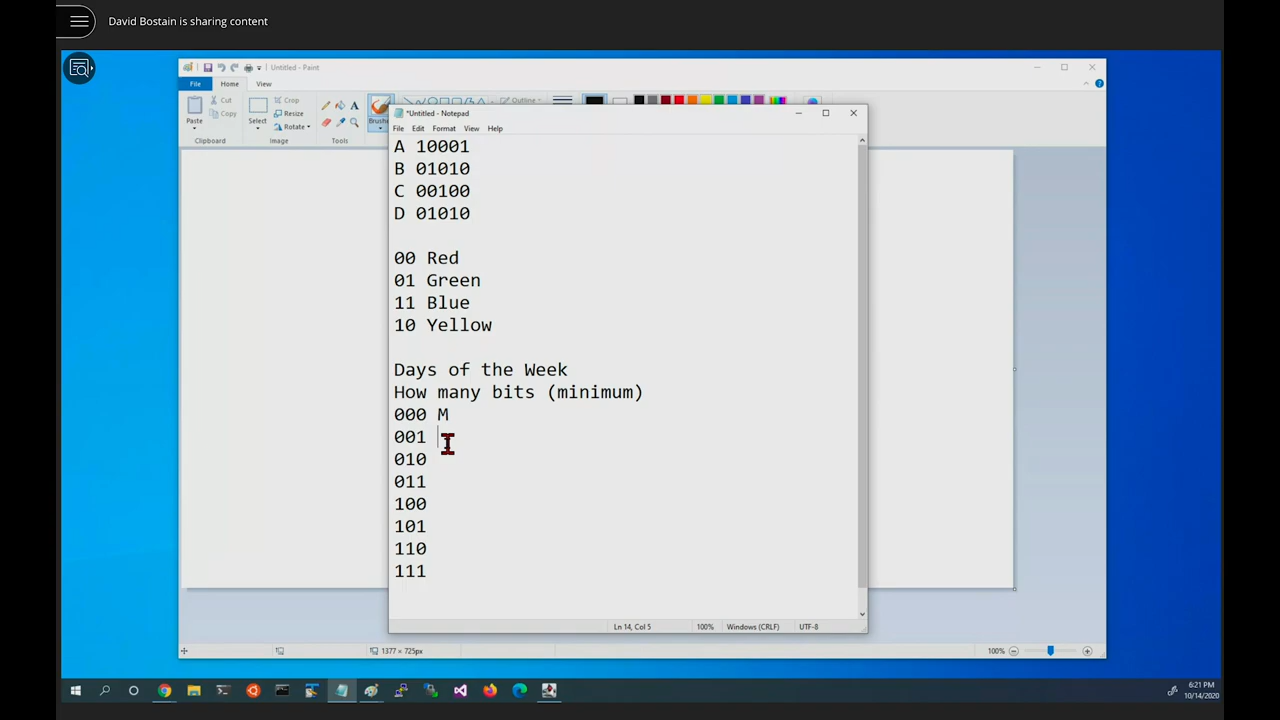 David Bostain is sharing content
Untitled - Paint
File Home View
Paste
Cut
Copy
Clipboard
Select
Crop
Resize
Rotate
Image
Tools
Brushes
Outline
*Untitled - Notepad
File Edit Format View Help
A 10001
B 01010
C 00100
D 01010
00 Red
01 Green
11 Blue
10 Yellow
Days of the Week
How many bits (minimum)
000 M
001
010
011
100
101
110
111
Ln 14, Col 5 100% Windows (CRLF) UTF-8
1377 × 725px 100%
6:21 PM
10/14/2020